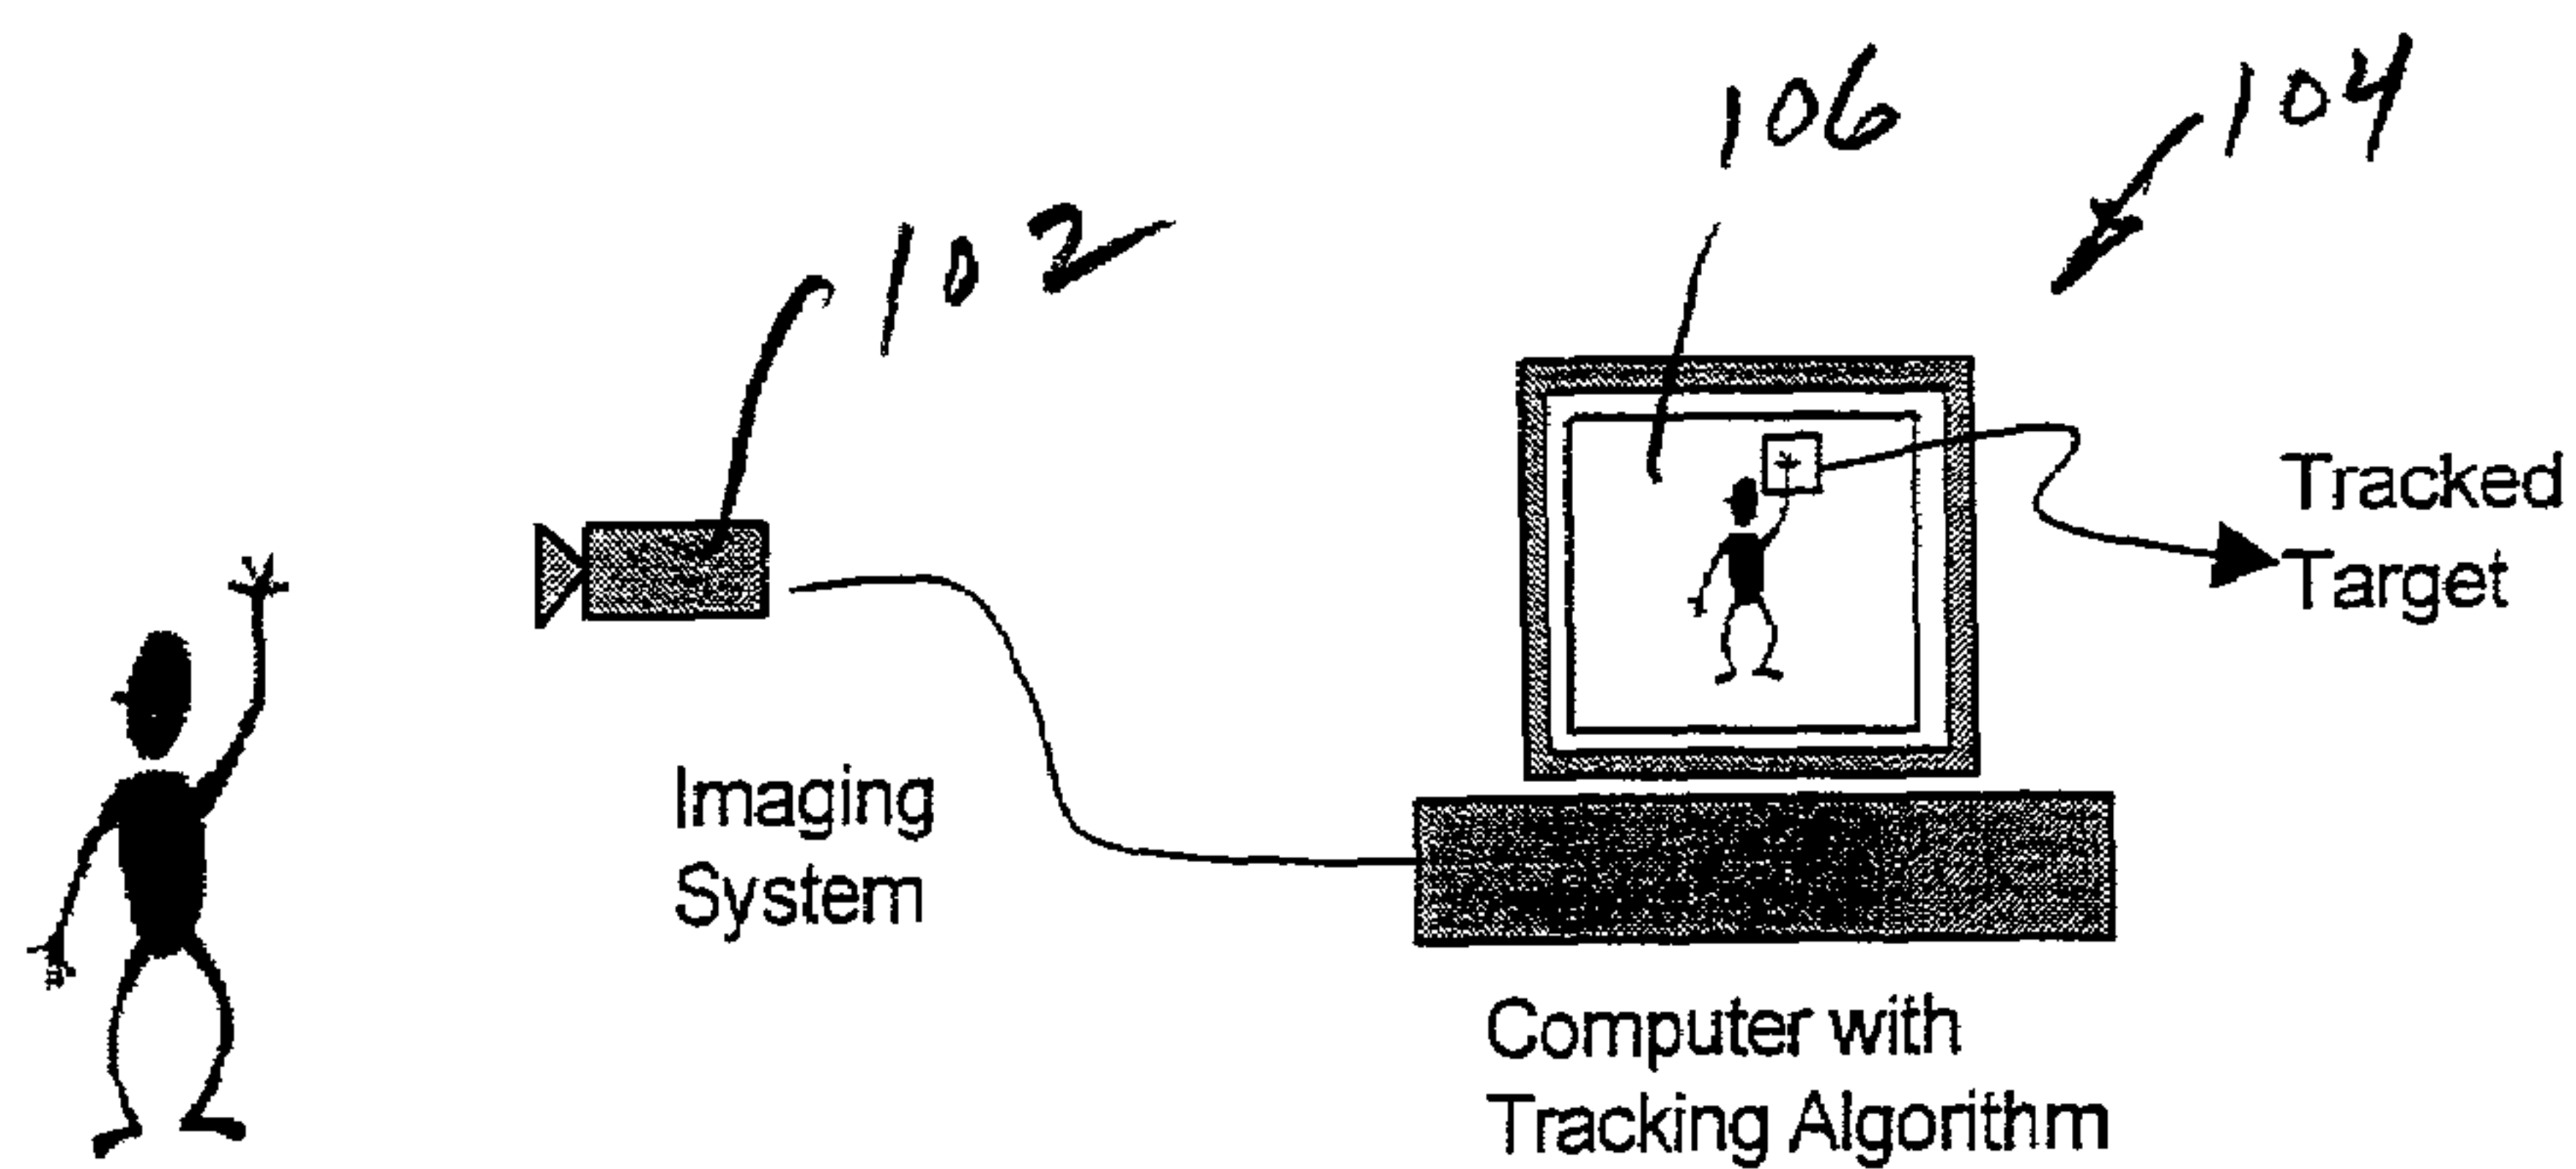 106
104
102
Tracked
Target
Imaging
System
Computer with
Tracking Algorithm